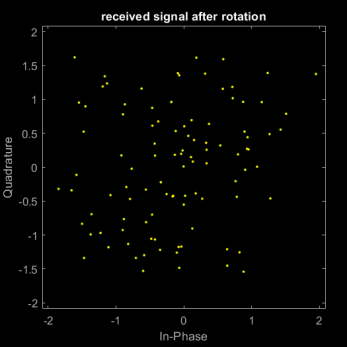 received signal after rotation
2
1.5
1
0.5
0
-0.5
-1
-1.5
-2
Quadrature
-2 -1 0 1 2
In-Phase